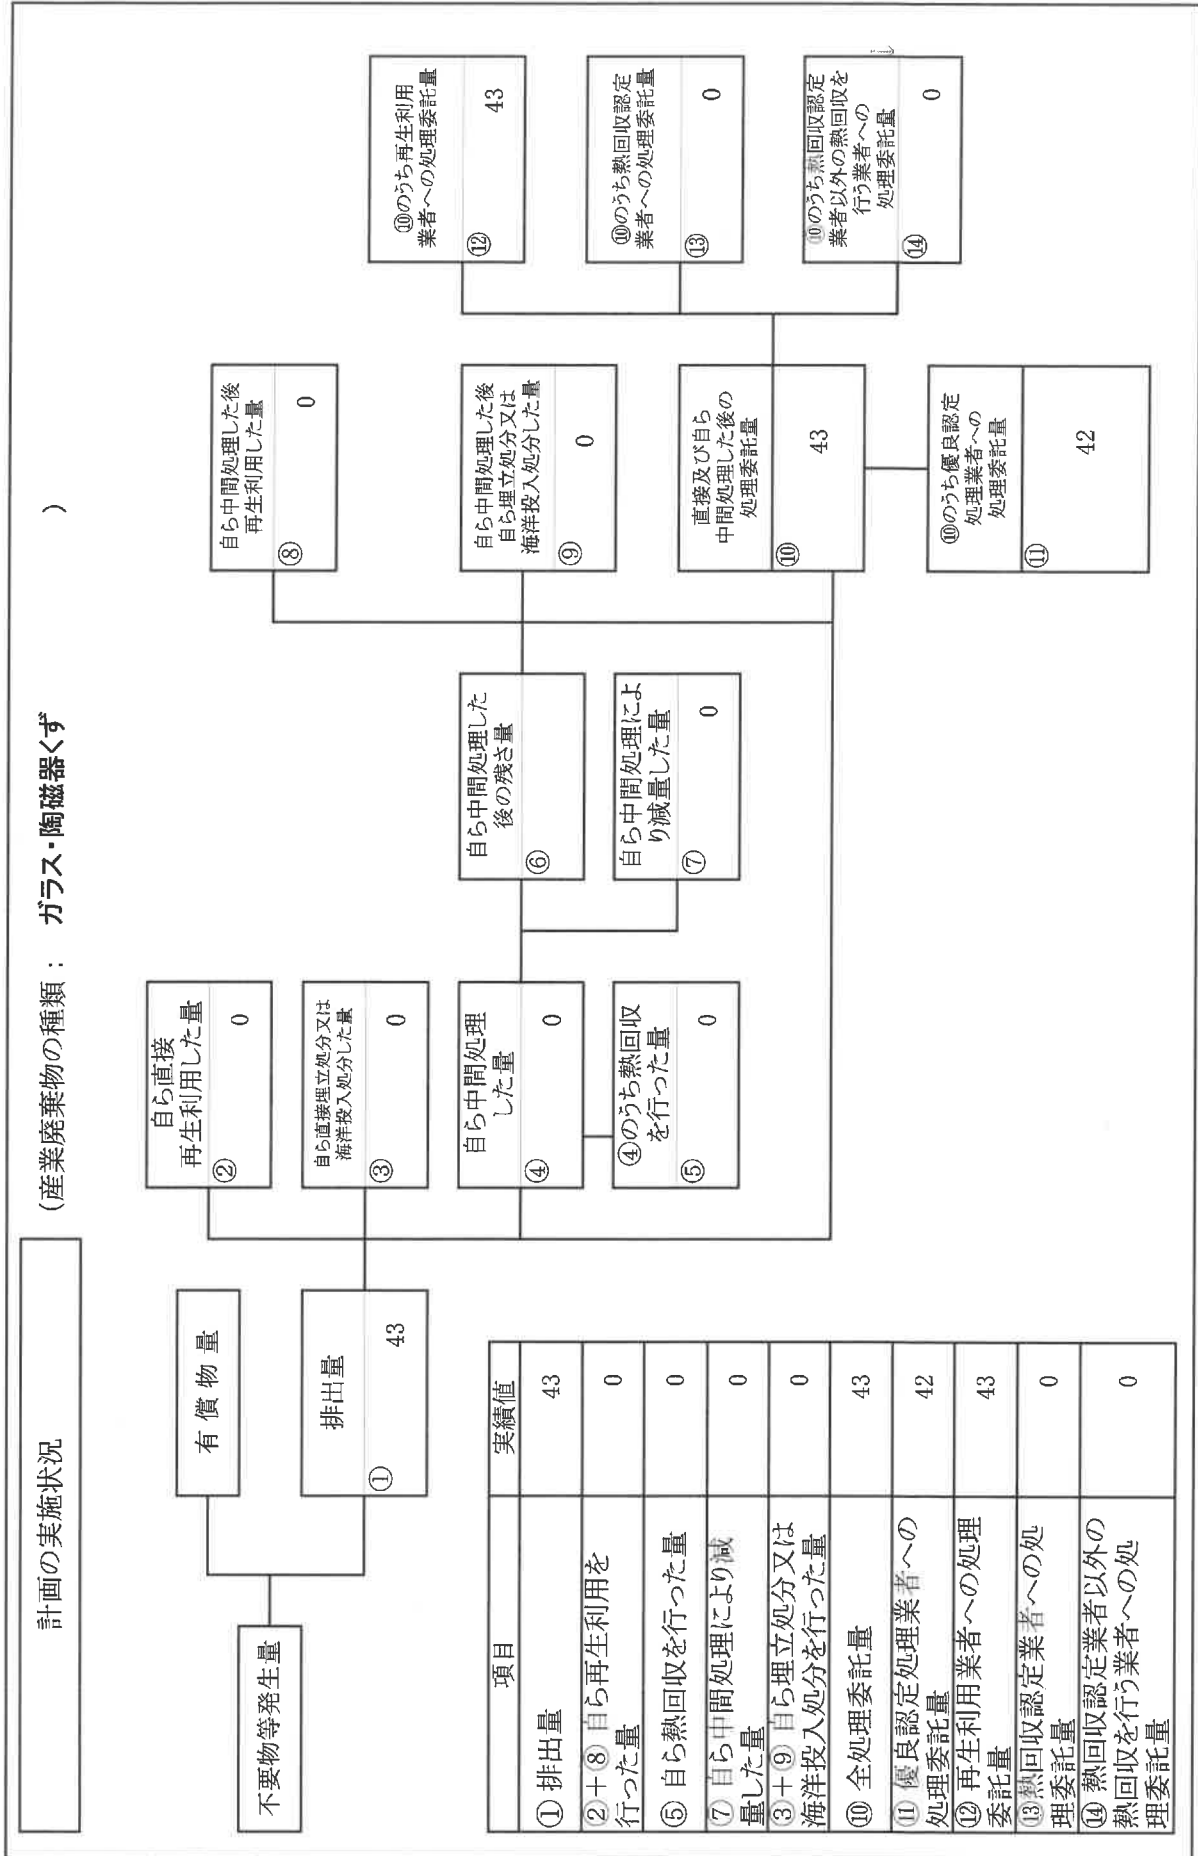 計画の実施状況
(産業廃棄物の種類： ガラス・陶磁器くず )
不要物等発生量
有償物量
排出量
① 43
自ら直接
再生利用した量
② 0
自ら直接埋立処分又は
海洋投入処分した量
③ 0
自ら中間処理
した量
④ 0
④のうち熱回収
を行った量
⑤ 0
自ら中間処理した
後の残さ量
⑥
自ら中間処理によ
り減量した量
⑦ 0
自ら中間処理した後
再生利用した量
⑧ 0
自ら中間処理した後
自ら埋立処分又は
海洋投入処分した量
⑨ 0
直接及び自ら
中間処理した後の
処理委託量
⑩ 43
⑩のうち優良認定
処理業者への
処理委託量
⑪ 42
⑩のうち再生利用
業者への処理委託量
⑫ 43
⑩のうち熱回収認定
業者への処理委託量
⑬ 0
⑩のうち熱回収認定
業者以外の熱回収を
行う業者への
処理委託量
⑭ 0
項目 実績値
① 排出量 43
②＋⑧ 自ら再生利用を
行った量 0
⑤ 自ら熱回収を行った量 0
⑦ 自ら中間処理により減
量した量 0
③＋⑨ 自ら埋立処分又は
海洋投入処分を行った量 0
⑩ 全処理委託量 43
⑪ 優良認定処理業者への
処理委託量 42
⑫ 再生利用業者への処理
委託量 43
⑬ 熱回収認定業者への処
理委託量 0
⑭ 熱回収認定業者以外の
熱回収を行う業者への処
理委託量 0